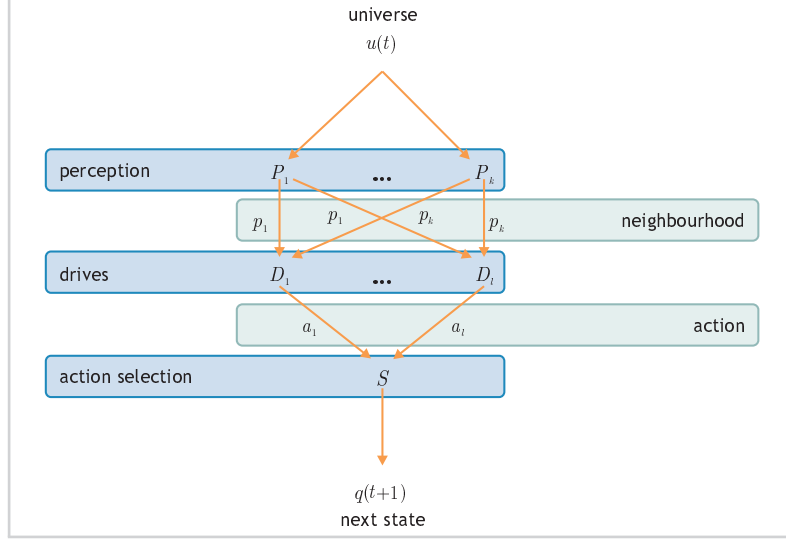 universe
u(t)
perception P₁ ... Pₖ
p₁ p₁ pₖ pₖ neighbourhood
drives D₁ ... Dₗ
a₁ aₗ action
action selection S
q(t+1)
next state